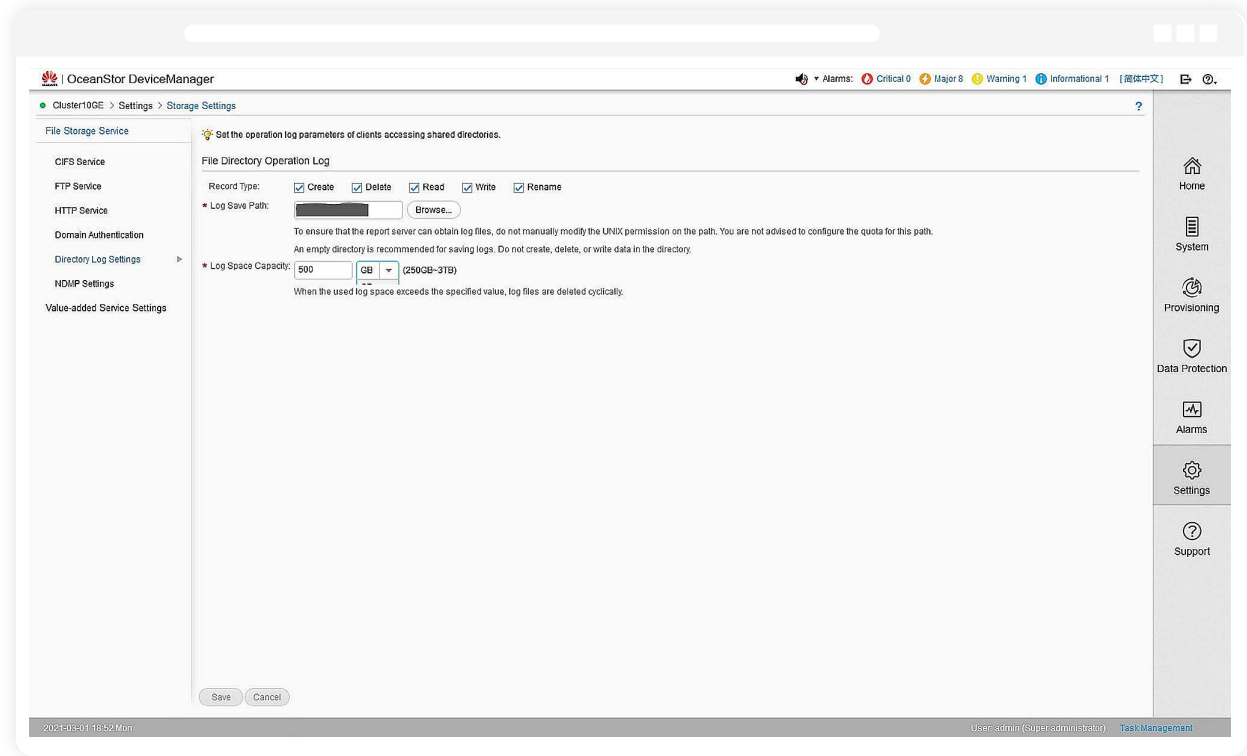 HUAWEI | OceanStor DeviceManager
Alarms: Critical 0 Major 8 Warning 1 Informational 1 [简体中文]
Cluster10GE > Settings > Storage Settings ?
File Storage Service
CIFS Service
FTP Service
HTTP Service
Domain Authentication
Directory Log Settings
NDMP Settings
Value-added Service Settings
Set the operation log parameters of clients accessing shared directories.
File Directory Operation Log
Record Type: Create Delete Read Write Rename
* Log Save Path: Browse...
To ensure that the report server can obtain log files, do not manually modify the UNIX permission on the path. You are not advised to configure the quota for this path.
An empty directory is recommended for saving logs. Do not create, delete, or write data in the directory.
* Log Space Capacity: 500 GB (250GB~3TB)
When the used log space exceeds the specified value, log files are deleted cyclically.
Save Cancel
Home
System
Provisioning
Data Protection
Alarms
Settings
Support
2021-03-01 18:52 Mon User: admin (Super administrator) Task Management